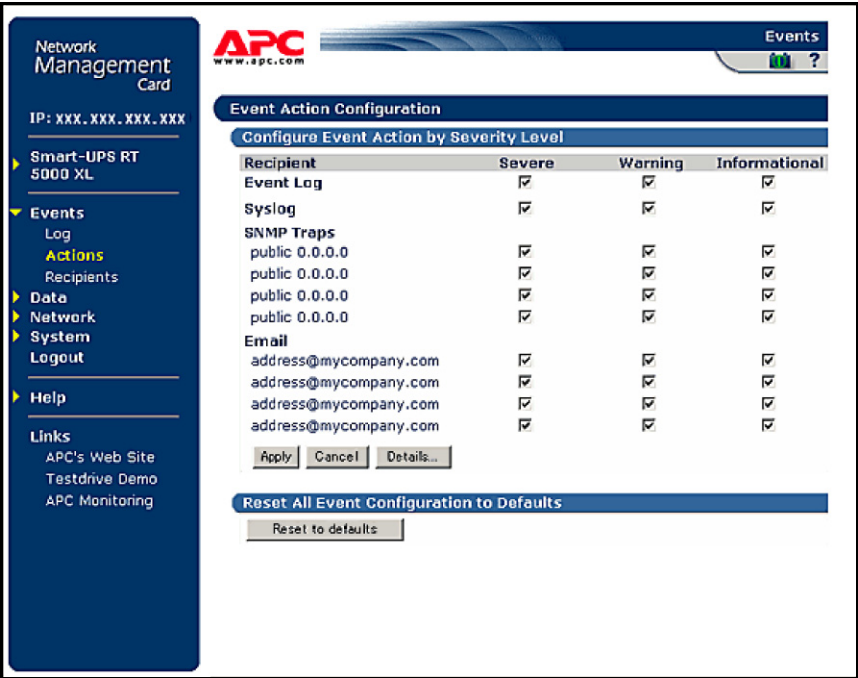 Network
Management
Card
IP: xxx.xxx.xxx.xxx
Smart-UPS RT
5000 XL
Events
Log
Actions
Recipients
Data
Network
System
Logout
Help
Links
APC's Web Site
Testdrive Demo
APC Monitoring
APC
www.apc.com
Events
?
Event Action Configuration
Configure Event Action by Severity Level
Recipient Severe Warning Informational
Event Log
Syslog
SNMP Traps
public 0.0.0.0
public 0.0.0.0
public 0.0.0.0
public 0.0.0.0
Email
address@mycompany.com
address@mycompany.com
address@mycompany.com
address@mycompany.com
Apply Cancel Details...
Reset All Event Configuration to Defaults
Reset to defaults